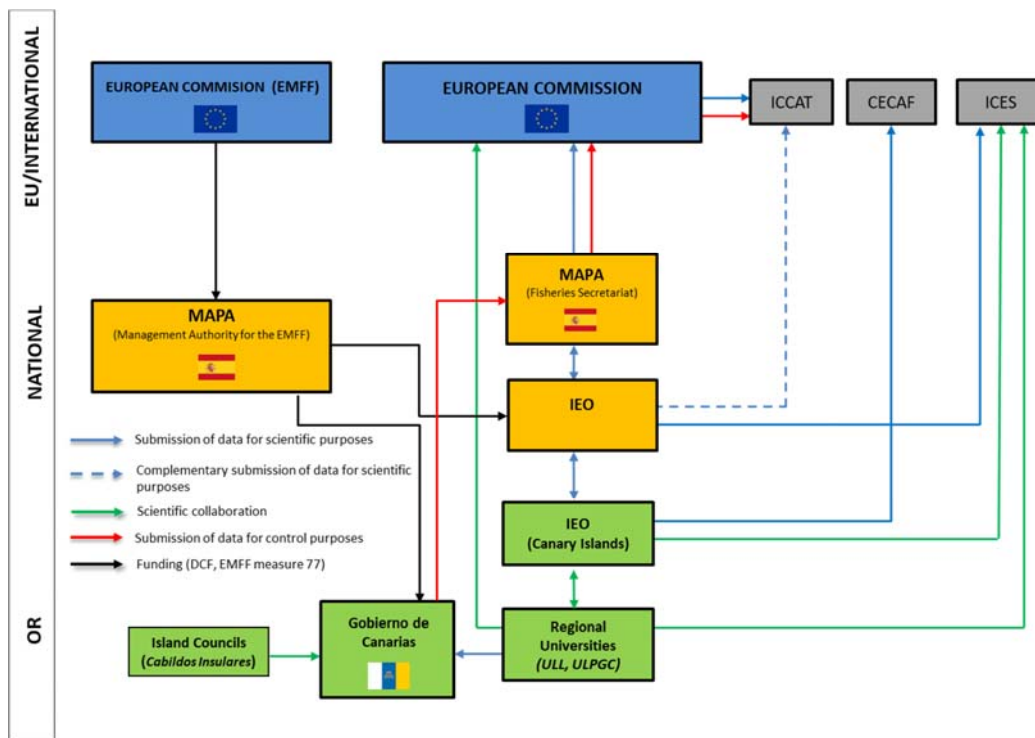 EU/INTERNATIONAL
EUROPEAN COMMISION (EMFF)
EUROPEAN COMMISSION
ICCAT
CECAF
ICES
NATIONAL
MAPA
(Management Authority for the EMFF)
MAPA
(Fisheries Secretariat)
IEO
Submission of data for scientific purposes
Complementary submission of data for scientific
purposes
Scientific collaboration
Submission of data for control purposes
Funding (DCF, EMFF measure 77)
IEO
(Canary Islands)
OR
Island Councils
(Cabildos Insulares)
Gobierno de
Canarias
Regional
Universities
(ULL, ULPGC)